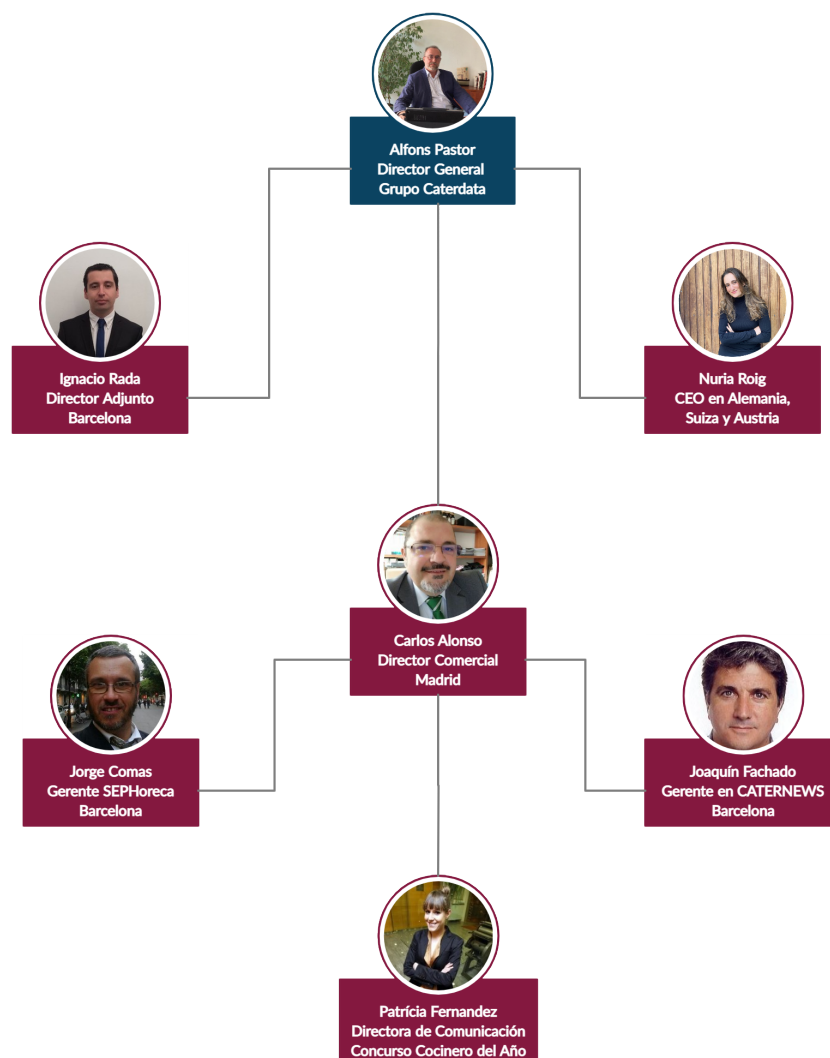 Alfons Pastor
Director General
Grupo Caterdata
Ignacio Rada
Director Adjunto
Barcelona
Nuria Roig
CEO en Alemania,
Suiza y Austria
Carlos Alonso
Director Comercial
Madrid
Jorge Comas
Gerente SEPHoreca
Barcelona
Joaquín Fachado
Gerente en CATERNEWS
Barcelona
Patrícia Fernandez
Directora de Comunicación
Concurso Cocinero del Año